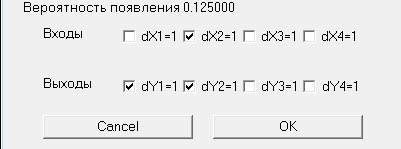 Вероятность появления 0.125000
Входы dX1=1 dX2=1 dX3=1 dX4=1
Выходы dY1=1 dY2=1 dY3=1 dY4=1
Cancel OK